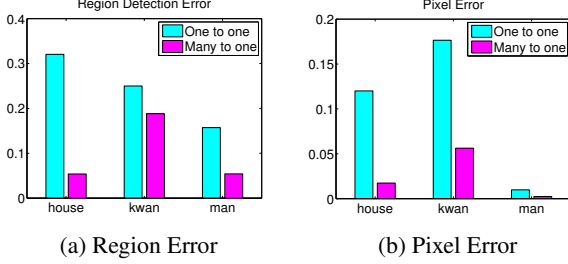 Region Detection Error
0.4
0.3
0.2
0.1
0
One to one
Many to one
house kwan man
(a) Region Error
Pixel Error
0.2
0.15
0.1
0.05
0
One to one
Many to one
house kwan man
(b) Pixel Error